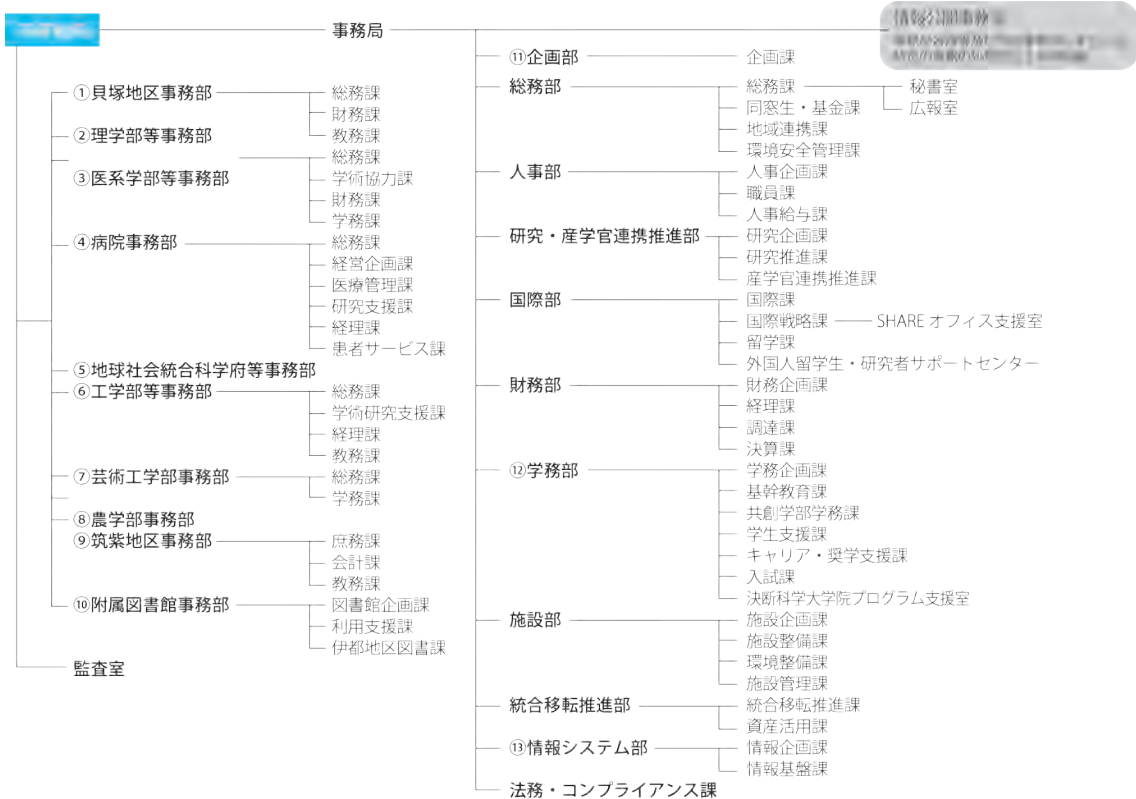 事務局
①貝塚地区事務部
総務課
財務課
教務課
②理学部等事務部
③医系学部等事務部
総務課
学術協力課
財務課
学務課
④病院事務部
総務課
経営企画課
医療管理課
研究支援課
経理課
患者サービス課
⑤地球社会統合科学府等事務部
⑥工学部等事務部
総務課
学術研究支援課
経理課
教務課
⑦芸術工学部事務部
総務課
学務課
⑧農学部事務部
⑨筑紫地区事務部
庶務課
会計課
教務課
⑩附属図書館事務部
図書館企画課
利用支援課
伊都地区図書課
監査室
⑪企画部
企画課
総務部
総務課
秘書室
広報室
同窓生・基金課
地域連携課
環境安全管理課
人事部
人事企画課
職員課
人事給与課
研究・産学官連携推進部
研究企画課
研究推進課
産学官連携推進課
国際部
国際課
国際戦略課
SHARE オフィス支援室
留学課
外国人留学生・研究者サポートセンター
財務部
財務企画課
経理課
調達課
決算課
⑫学務部
学務企画課
基幹教育課
共創学部学務課
学生支援課
キャリア・奨学支援課
入試課
決断科学大学院プログラム支援室
施設部
施設企画課
施設整備課
環境整備課
施設管理課
統合移転推進部
統合移転推進課
資産活用課
⑬情報システム部
情報企画課
情報基盤課
法務・コンプライアンス課